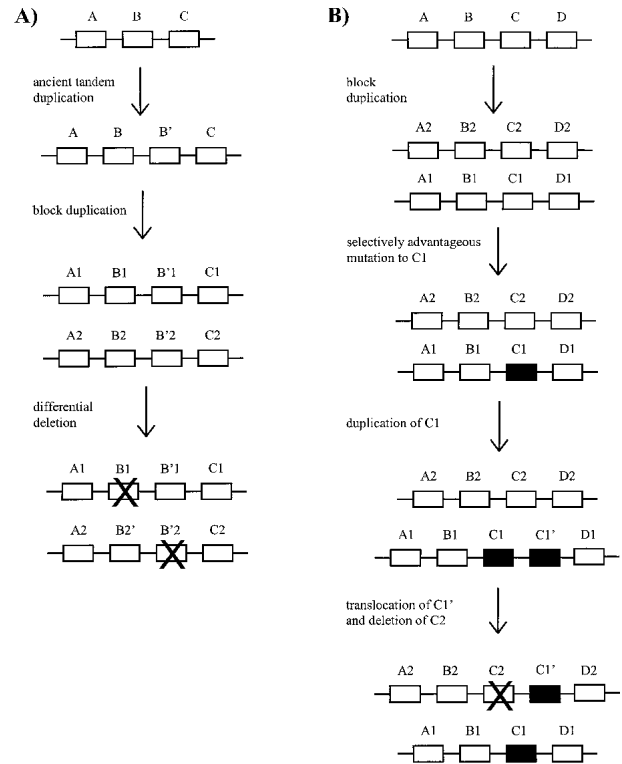 A)
A B C
ancient tandem
duplication
A B B' C
block duplication
A1 B1 B'1 C1
A2 B2 B'2 C2
differential
deletion
A1 B1 B'1 C1
A2 B2' B'2 C2
B)
A B C D
block
duplication
A2 B2 C2 D2
A1 B1 C1 D1
selectively advantageous
mutation to C1
A2 B2 C2 D2
A1 B1 C1 D1
duplication of C1
A2 B2 C2 D2
A1 B1 C1 C1' D1
translocation of C1'
and deletion of C2
A2 B2 C2 C1' D2
A1 B1 C1 D1